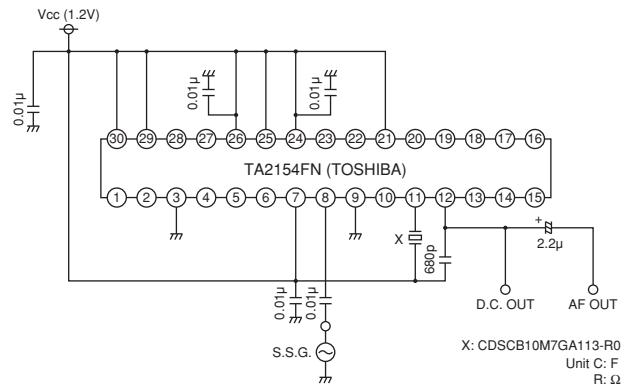 Vcc (1.2V)
0.01µ
0.01µ
0.01µ
30 29 28 27 26 25 24 23 22 21 20 19 18 17 16
TA2154FN (TOSHIBA)
1 2 3 4 5 6 7 8 9 10 11 12 13 14 15
X
680p
+
2.2µ
0.01µ
0.01µ
D.C. OUT
AF OUT
S.S.G.
X: CDSCB10M7GA113-R0
Unit C: F
R: Ω